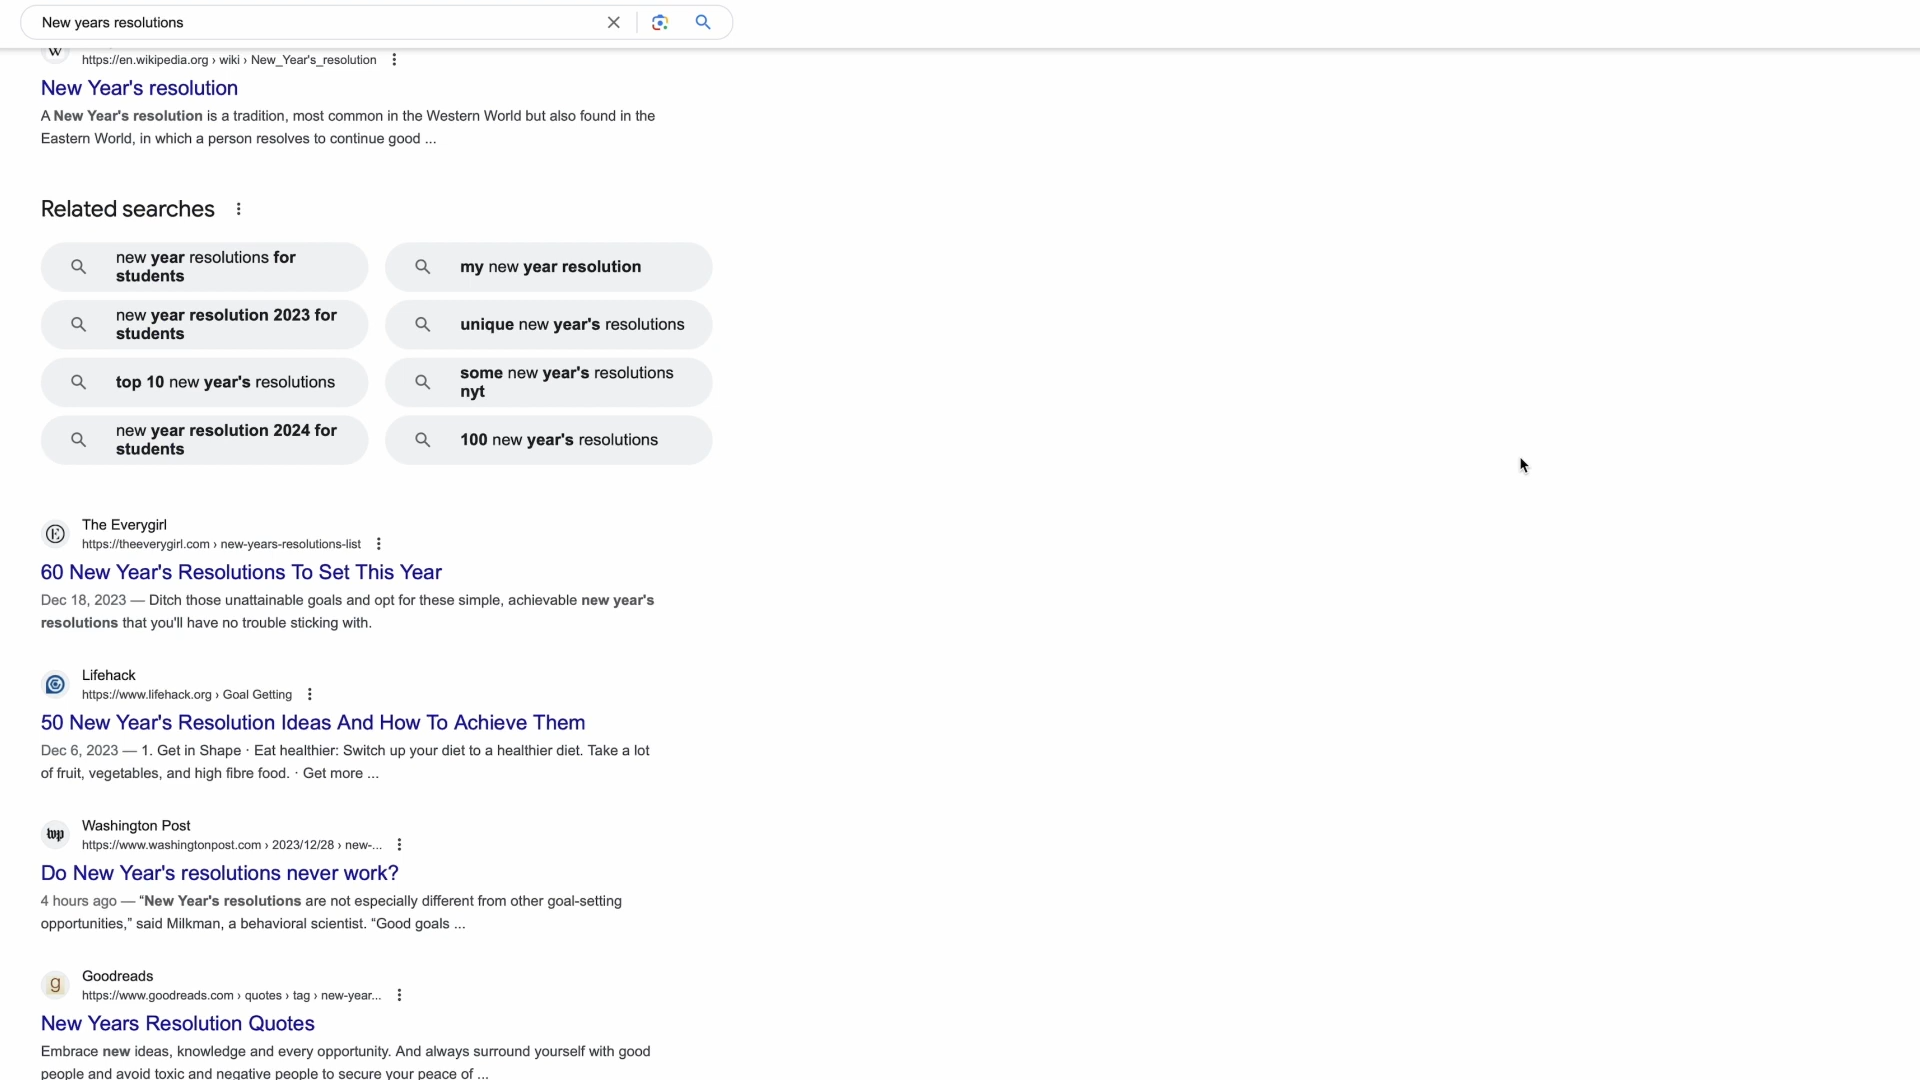 New years resolutions
W
https://en.wikipedia.org › wiki › New_Year's_resolution
New Year's resolution
A New Year's resolution is a tradition, most common in the Western World but also found in the
Eastern World, in which a person resolves to continue good ...
Related searches
new year resolutions for
students
my new year resolution
new year resolution 2023 for
students
unique new year's resolutions
top 10 new year's resolutions
some new year's resolutions
nyt
new year resolution 2024 for
students
100 new year's resolutions
E
The Everygirl
https://theeverygirl.com › new-years-resolutions-list
60 New Year's Resolutions To Set This Year
Dec 18, 2023 — Ditch those unattainable goals and opt for these simple, achievable new year's
resolutions that you'll have no trouble sticking with.
Lifehack
https://www.lifehack.org › Goal Getting
50 New Year's Resolution Ideas And How To Achieve Them
Dec 6, 2023 — 1. Get in Shape · Eat healthier: Switch up your diet to a healthier diet. Take a lot
of fruit, vegetables, and high fibre food. · Get more ...
wp
Washington Post
https://www.washingtonpost.com › 2023/12/28 › new-...
Do New Year's resolutions never work?
4 hours ago — “New Year's resolutions are not especially different from other goal-setting
opportunities,” said Milkman, a behavioral scientist. “Good goals ...
g
Goodreads
https://www.goodreads.com › quotes › tag › new-year...
New Years Resolution Quotes
Embrace new ideas, knowledge and every opportunity. And always surround yourself with good
people and avoid toxic and negative people to secure your peace of ...